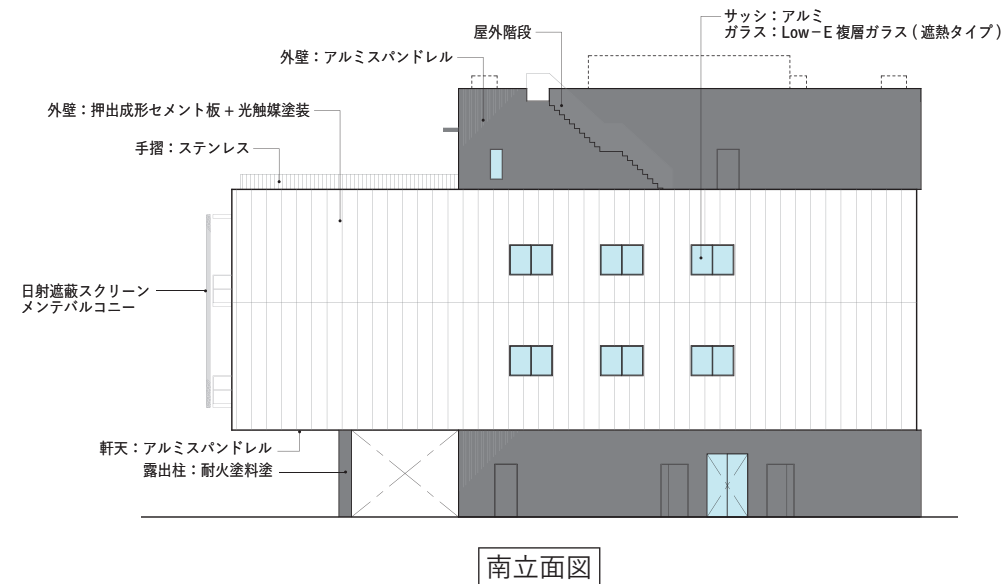 サッシ：アルミ
ガラス：Low−E 複層ガラス ( 遮熱タイプ )
屋外階段
外壁：アルミスパンドレル
外壁：押出成形セメント板 + 光触媒塗装
手摺：ステンレス
日射遮蔽スクリーン
メンテバルコニー
軒天：アルミスパンドレル
露出柱：耐火塗料塗
南立面図